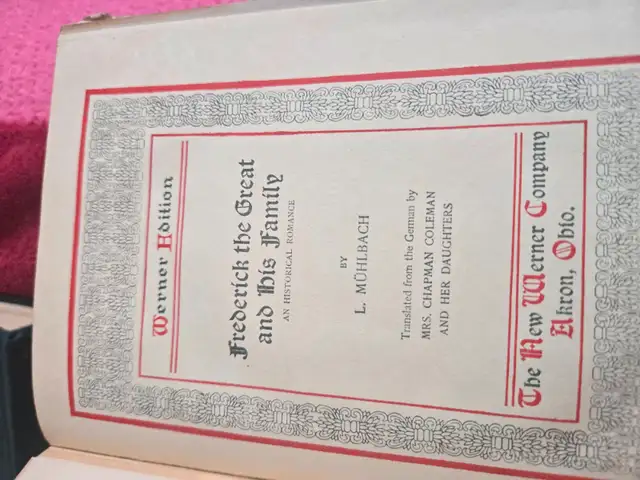 Werner Edition
Frederick the Great
and His Family
AN HISTORICAL ROMANCE
BY
L. MÜHLBACH
Translated from the German by
MRS. CHAPMAN COLEMAN
AND HER DAUGHTERS
The New Werner Company
Akron, Ohio.